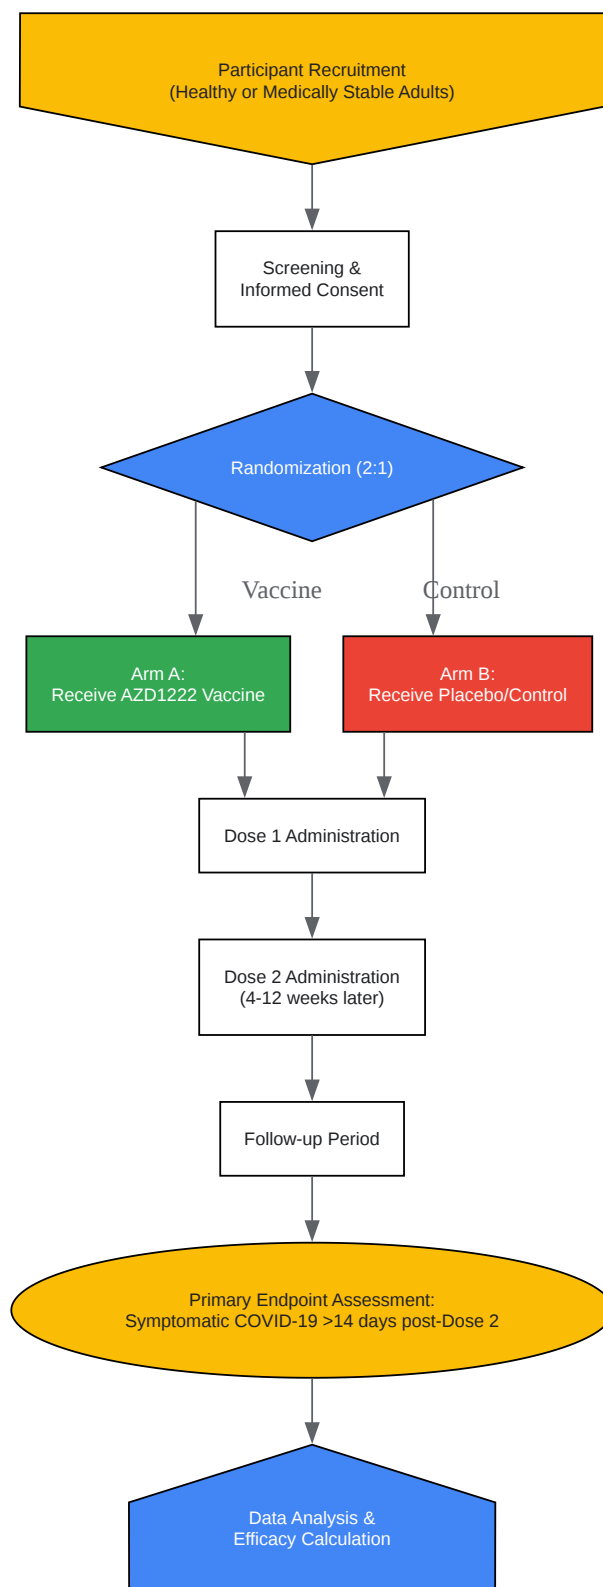 Participant Recruitment
(Healthy or Medically Stable Adults)
Screening &
Informed Consent
Randomization (2:1)
Vaccine
Control
Arm A:
Receive AZD1222 Vaccine
Arm B:
Receive Placebo/Control
Dose 1 Administration
Dose 2 Administration
(4-12 weeks later)
Follow-up Period
Primary Endpoint Assessment:
Symptomatic COVID-19 >14 days post-Dose 2
Data Analysis &
Efficacy Calculation